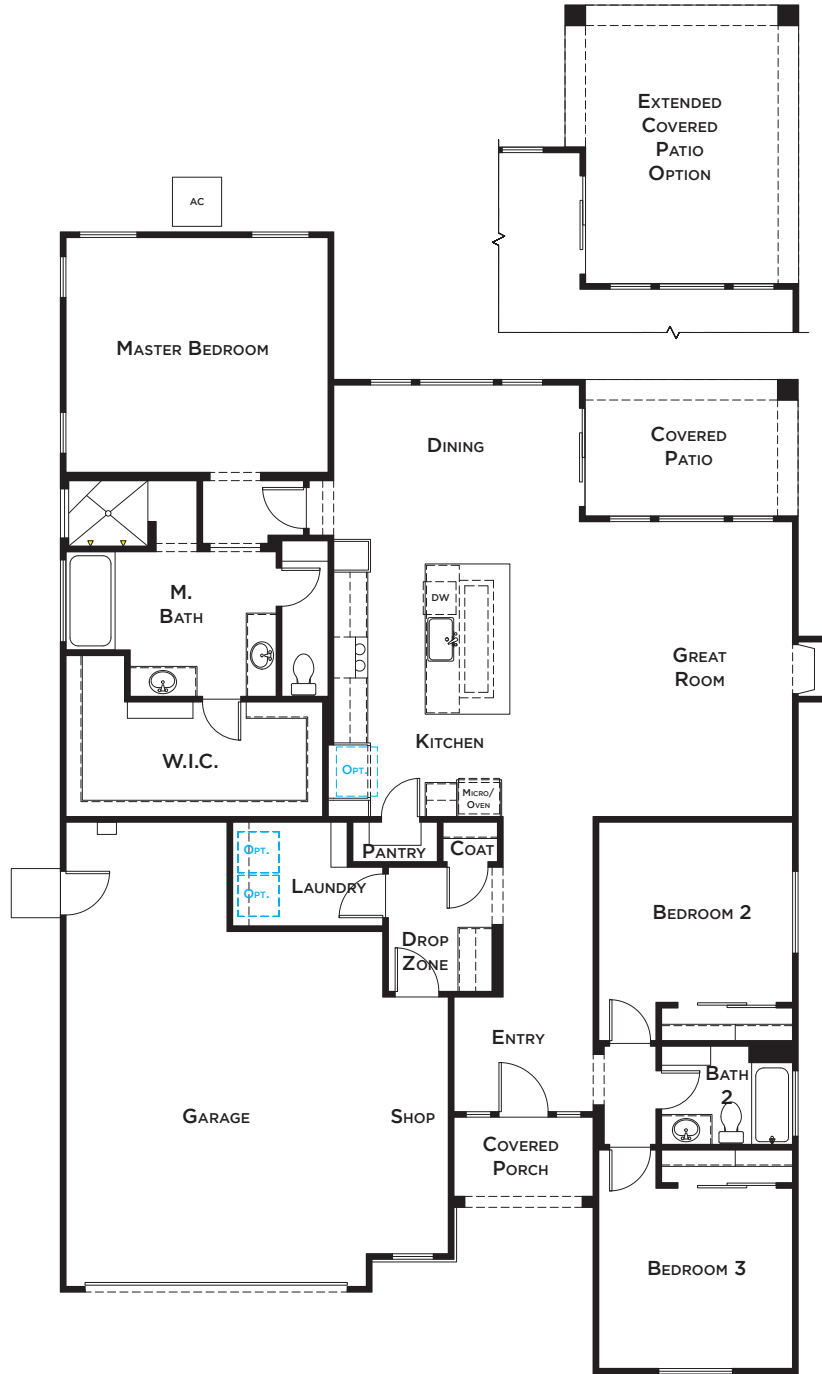 Extended
Covered
Patio
Option
AC
Master Bedroom
Dining
Covered
Patio
M.
Bath
DW
Great
Room
Kitchen
W.I.C.
Opt.
Micro/
Oven
Opt.
Pantry
Coat
Laundry
Opt.
Bedroom 2
Drop
Zone
Entry
Bath
2
Garage
Shop
Covered
Porch
Bedroom 3